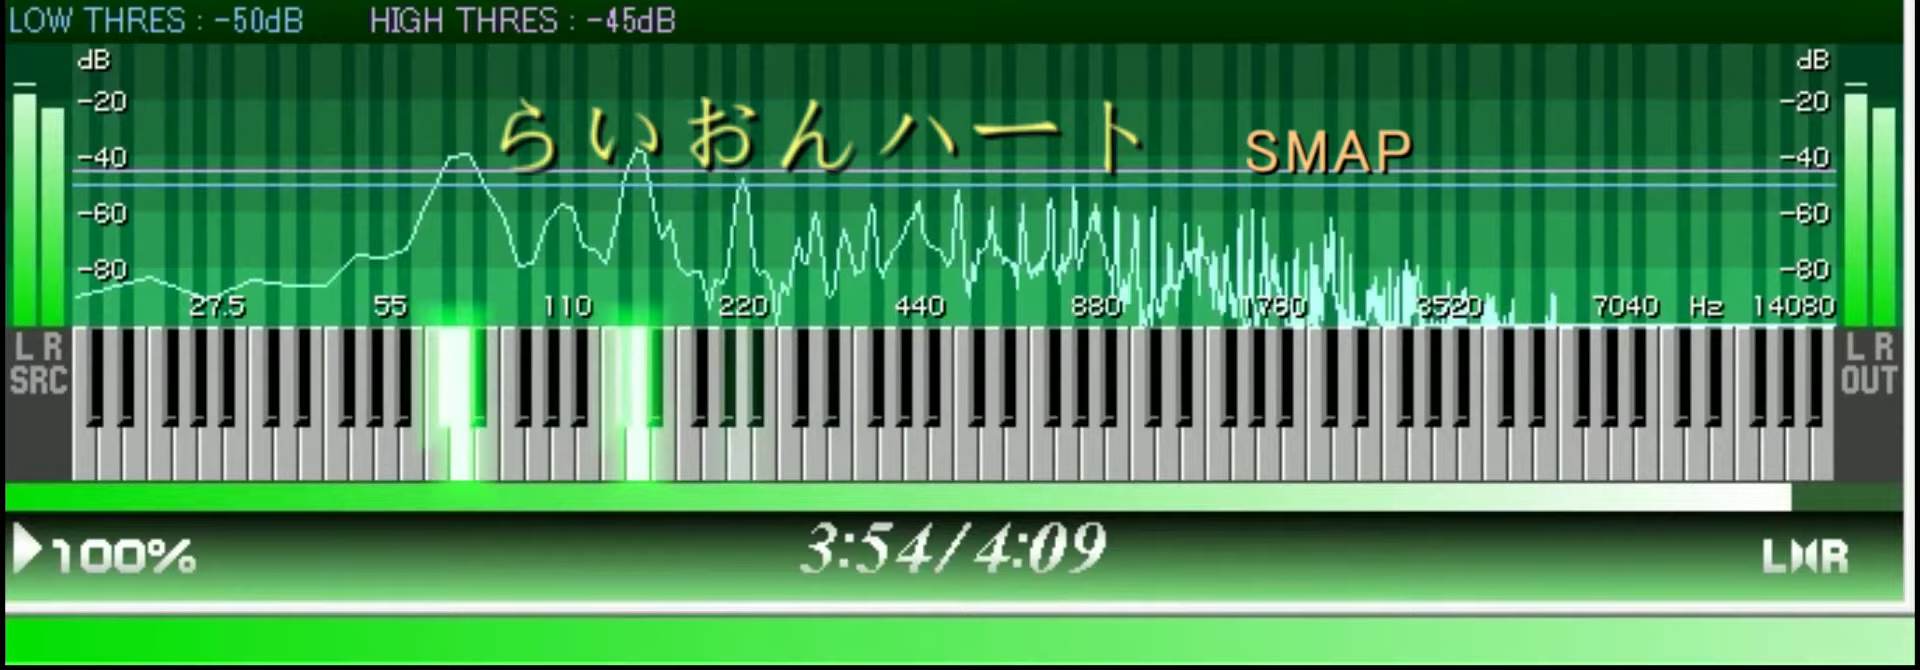 LOW THRES : -50dB HIGH THRES : -45dB
dB dB
-20 -20
らいおんハート SMAP
-40 -40
-60 -60
-80 -80
27.5 55 110 220 440 880 1760 3520 7040 Hz 14080
L R L R
SRC OUT
100% 3:54/4:09 L R